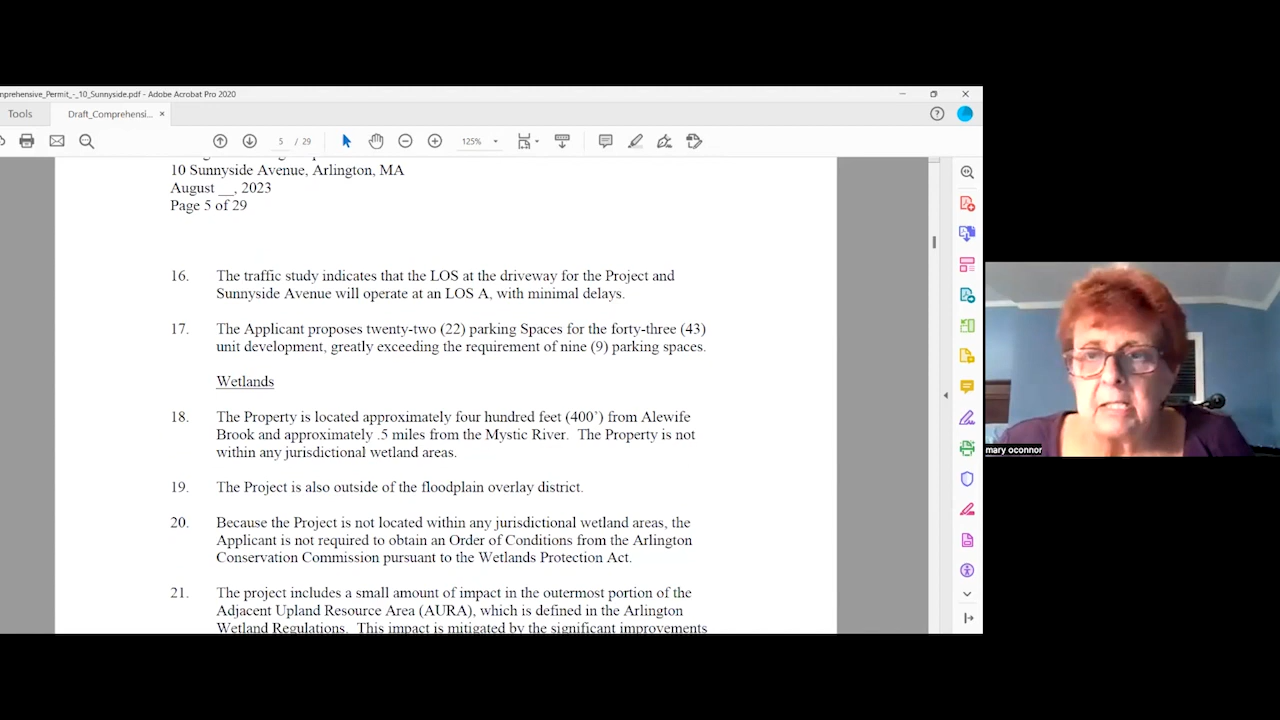 mprehensive_Permit_-_10_Sunnyside.pdf - Adobe Acrobat Pro 2020
Tools
Draft_Comprehensi...
5 / 29
125%
10 Sunnyside Avenue, Arlington, MA
August __, 2023
Page 5 of 29
16. The traffic study indicates that the LOS at the driveway for the Project and
Sunnyside Avenue will operate at an LOS A, with minimal delays.
17. The Applicant proposes twenty-two (22) parking Spaces for the forty-three (43)
unit development, greatly exceeding the requirement of nine (9) parking spaces.
Wetlands
18. The Property is located approximately four hundred feet (400’) from Alewife
Brook and approximately .5 miles from the Mystic River. The Property is not
within any jurisdictional wetland areas.
19. The Project is also outside of the floodplain overlay district.
20. Because the Project is not located within any jurisdictional wetland areas, the
Applicant is not required to obtain an Order of Conditions from the Arlington
Conservation Commission pursuant to the Wetlands Protection Act.
21. The project includes a small amount of impact in the outermost portion of the
Adjacent Upland Resource Area (AURA), which is defined in the Arlington
Wetland Regulations. This impact is mitigated by the significant improvements
mary oconnor